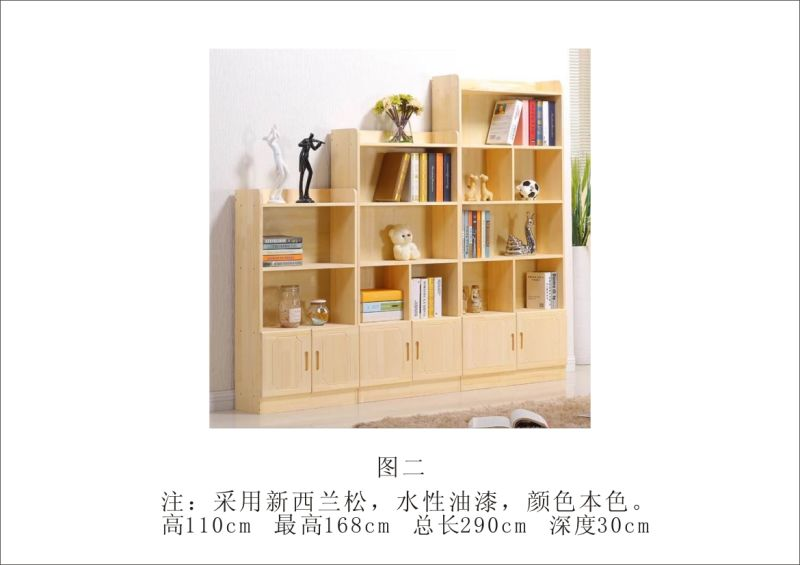 图二
注：采用新西兰松，水性油漆，颜色本色。
高110cm 最高168cm 总长290cm 深度30cm